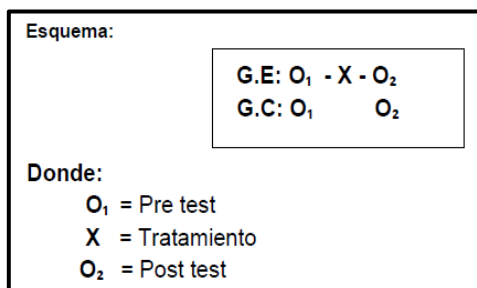 Esquema:
G.E: O₁ - X - O₂
G.C: O₁ O₂
Donde:
O₁ = Pre test
X = Tratamiento
O₂ = Post test